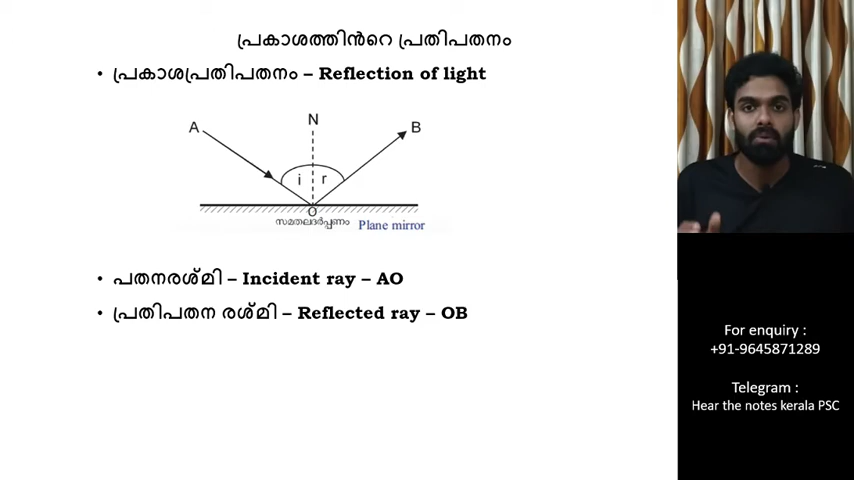 പ്രകാശത്തിൻറെ പ്രതിപതനം
• പ്രകാശപ്രതിപതനം – Reflection of light
N
A
B
i r
O
സമതലദർപ്പണം Plane mirror
• പതനരശ്മി – Incident ray – AO
• പ്രതിപതന രശ്മി – Reflected ray – OB
For enquiry :
+91-9645871289
Telegram :
Hear the notes kerala PSC